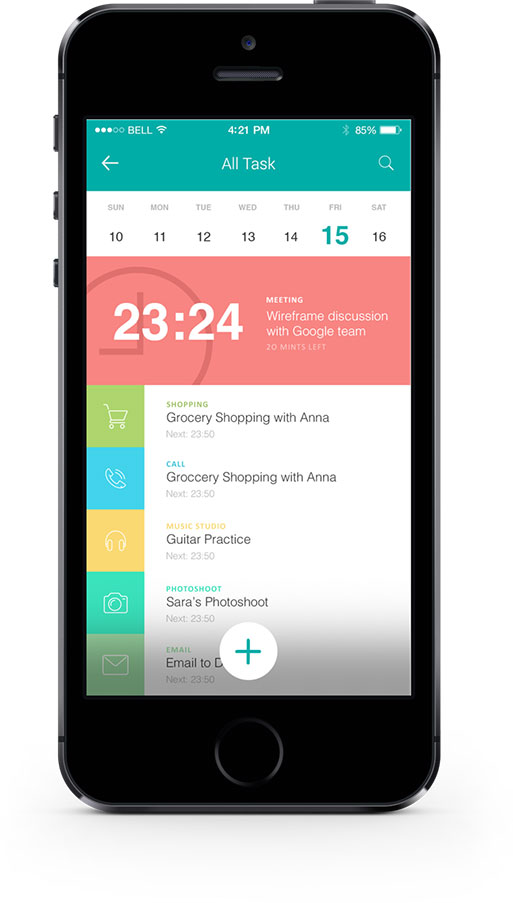 BELL 4:21 PM 85%
All Task
SUN MON TUE WED THU FRI SAT
10 11 12 13 14 15 16
23:24
MEETING
Wireframe discussion
with Google team
20 MINTS LEFT
SHOPPING
Grocery Shopping with Anna
Next: 23:50
CALL
Groccery Shopping with Anna
Next: 23:50
MUSIC STUDIO
Guitar Practice
Next: 23:50
PHOTOSHOOT
Sara's Photoshoot
Next: 23:50
EMAIL
Email to D
Next: 23:50